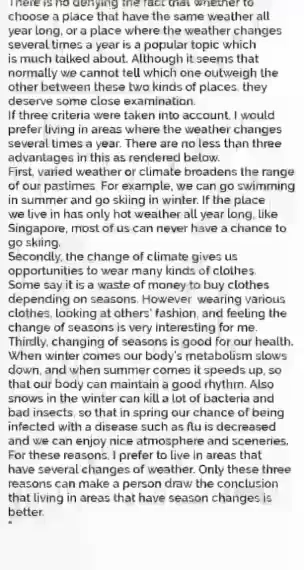 There is no denying the fact that whether to
choose a place that have the same weather all
year long, or a place where the weather changes
several times a year is a popular topic which
is much talked about. Although it seems that
normally we cannot tell which one outweigh the
other between these two kinds of places, they
deserve some close examination.
If three criteria were taken into account, I would
prefer living in areas where the weather changes
several times a year. There are no less than three
advantages in this as rendered below.
First, varied weather or climate broadens the range
of our pastimes. For example, we can go swimming
in summer and go skiing in winter. If the place
we live in has only hot weather all year long, like
Singapore, most of us can never have a chance to
go skiing.
Secondly, the change of climate gives us
opportunities to wear many kinds of clothes.
Some say it is a waste of money to buy clothes
depending on seasons. However, wearing various
clothes, looking at others' fashion, and feeling the
change of seasons is very interesting for me.
Thirdly, changing of seasons is good for our health.
When winter comes our body's metabolism slows
down, and when summer comes it speeds up, so
that our body can maintain a good rhythm. Also
snows in the winter can kill a lot of bacteria and
bad insects, so that in spring our chance of being
infected with a disease such as flu is decreased
and we can enjoy nice atmosphere and sceneries.
For these reasons, I prefer to live in areas that
have several changes of weather. Only these three
reasons can make a person draw the conclusion
that living in areas that have season changes is
better.
"